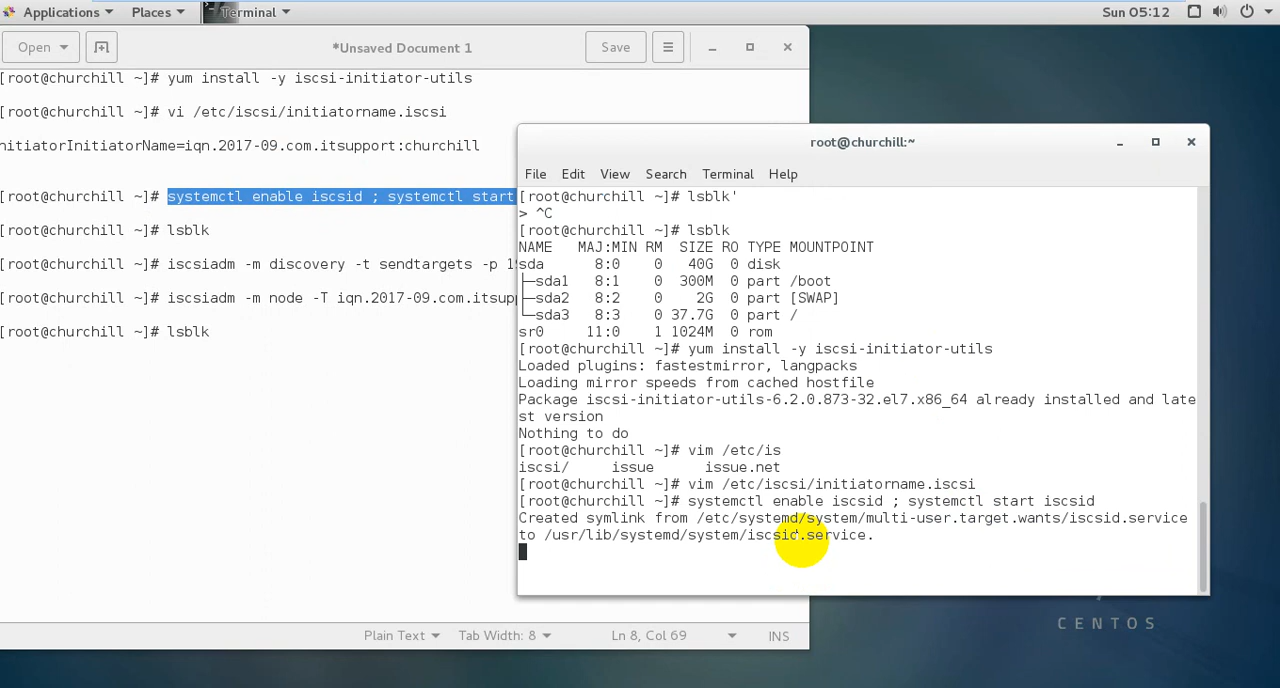 Applications Places Terminal Sun 05:12
Open *Unsaved Document 1 Save
[root@churchill ~]# yum install -y iscsi-initiator-utils
[root@churchill ~]# vi /etc/iscsi/initiatorname.iscsi
nitiatorInitiatorName=iqn.2017-09.com.itsupport:churchill
[root@churchill ~]# systemctl enable iscsid ; systemctl start
[root@churchill ~]# lsblk
[root@churchill ~]# iscsiadm -m discovery -t sendtargets -p
[root@churchill ~]# iscsiadm -m node -T iqn.2017-09.com.itsupp
[root@churchill ~]# lsblk
Plain Text Tab Width: 8 Ln 8, Col 69 INS
root@churchill:~
File Edit View Search Terminal Help
[root@churchill ~]# lsblk'
> ^C
[root@churchill ~]# lsblk
NAME   MAJ:MIN RM  SIZE RO TYPE MOUNTPOINT
sda      8:0    0   40G  0 disk
├─sda1   8:1    0  300M  0 part /boot
├─sda2   8:2    0    2G  0 part [SWAP]
└─sda3   8:3    0 37.7G  0 part /
sr0     11:0    1 1024M  0 rom
[root@churchill ~]# yum install -y iscsi-initiator-utils
Loaded plugins: fastestmirror, langpacks
Loading mirror speeds from cached hostfile
Package iscsi-initiator-utils-6.2.0.873-32.el7.x86_64 already installed and late
st version
Nothing to do
[root@churchill ~]# vim /etc/is
iscsi/     issue      issue.net
[root@churchill ~]# vim /etc/iscsi/initiatorname.iscsi
[root@churchill ~]# systemctl enable iscsid ; systemctl start iscsid
Created symlink from /etc/systemd/system/multi-user.target.wants/iscsid.service
to /usr/lib/systemd/system/iscsid.service.
CENTOS